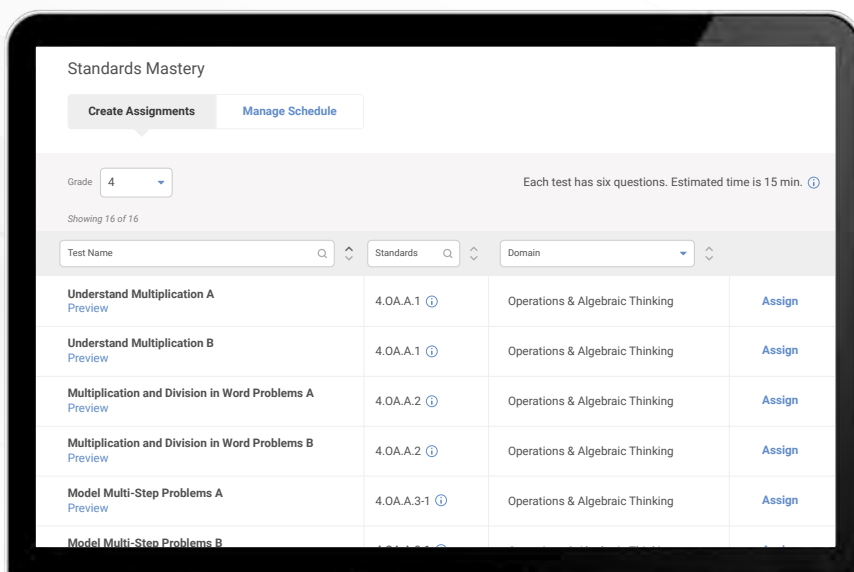 Standards Mastery
Create Assignments Manage Schedule
Grade 4 Each test has six questions. Estimated time is 15 min.
Showing 16 of 16
Test Name Standards Domain
Understand Multiplication A
Preview 4.OA.A.1 Operations & Algebraic Thinking Assign
Understand Multiplication B
Preview 4.OA.A.1 Operations & Algebraic Thinking Assign
Multiplication and Division in Word Problems A
Preview 4.OA.A.2 Operations & Algebraic Thinking Assign
Multiplication and Division in Word Problems B
Preview 4.OA.A.2 Operations & Algebraic Thinking Assign
Model Multi-Step Problems A
Preview 4.OA.A.3-1 Operations & Algebraic Thinking Assign
Model Multi-Step Problems B